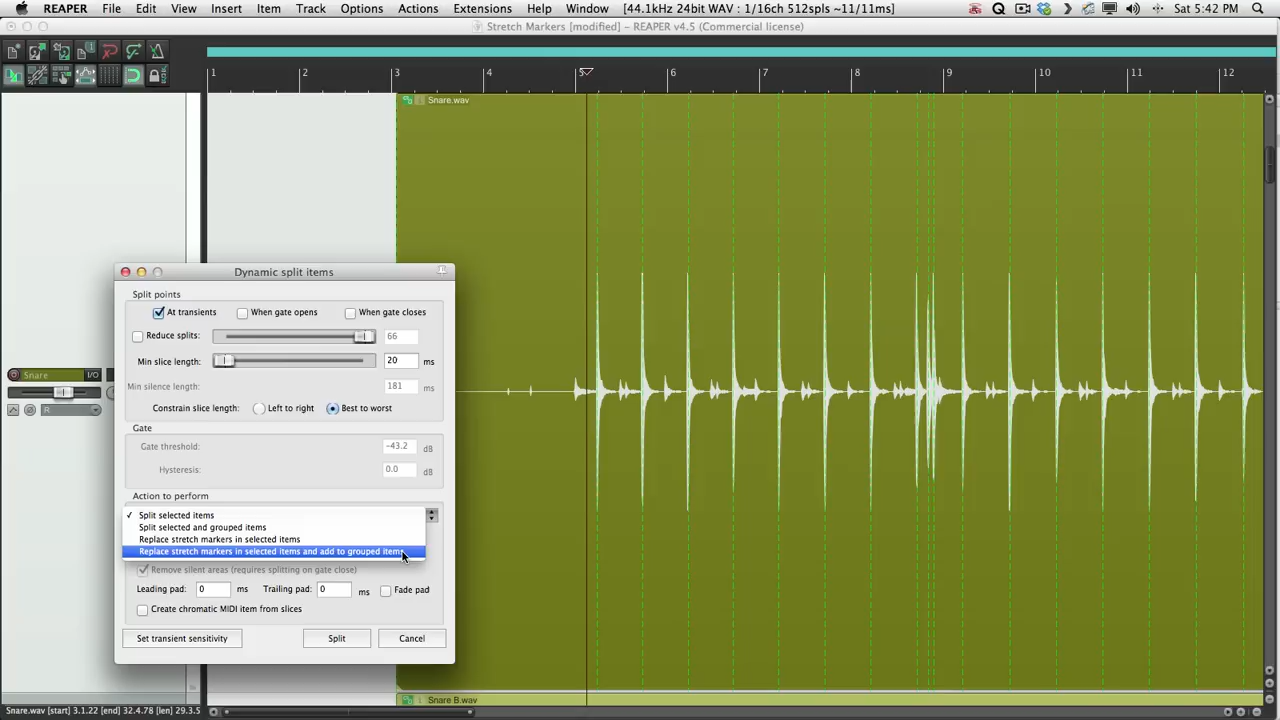 REAPER File Edit View Insert Item Track Options Actions Extensions Help Window [44.1kHz 24bit WAV : 1/16ch 512spls ~11/11ms] Sat 5:42 PM
Stretch Markers [modified] - REAPER v4.5 (Commercial license)
1 2 3 4 5 6 7 8 9 10 11 12
Snare.wav
Dynamic split items
Split points
At transients When gate opens When gate closes
Reduce splits: 66
Min slice length: 20 ms
Min silence length: 181 ms
Snare I/O
R
Constrain slice length: Left to right Best to worst
Gate
Gate threshold: -43.2 dB
Hysteresis: 0.0 dB
Action to perform
✓ Split selected items
Split selected and grouped items
Replace stretch markers in selected items
Replace stretch markers in selected items and add to grouped items
Remove silent areas (requires splitting on gate close)
Leading pad: 0 ms Trailing pad: 0 ms Fade pad
Create chromatic MIDI item from slices
Set transient sensitivity Split Cancel
Snare B.wav
Snare.wav [start] 3.1.22 [end] 32.4.78 [len] 29.3.5